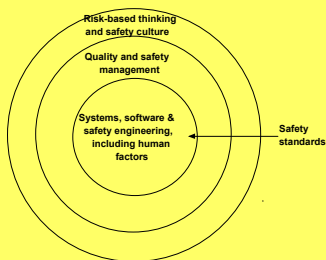 Risk-based thinking
and safety culture
Quality and safety
management
Systems, software &
safety engineering,
including human
factors
Safety
standards